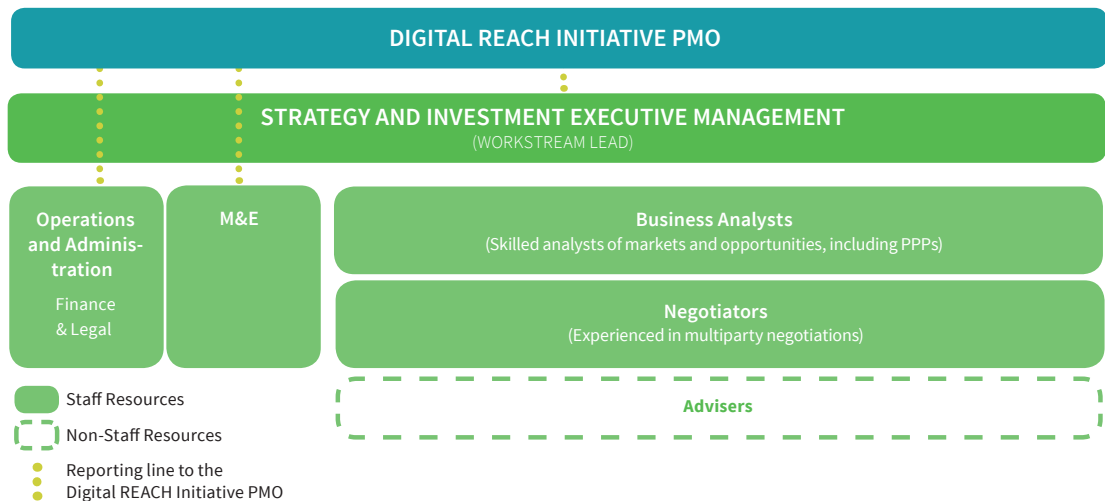 DIGITAL REACH INITIATIVE PMO
STRATEGY AND INVESTMENT EXECUTIVE MANAGEMENT
(WORKSTREAM LEAD)
Operations
and Adminis-
tration
Finance
& Legal
M&E
Business Analysts
(Skilled analysts of markets and opportunities, including PPPs)
Negotiators
(Experienced in multiparty negotiations)
Advisers
Staff Resources
Non-Staff Resources
Reporting line to the
Digital REACH Initiative PMO